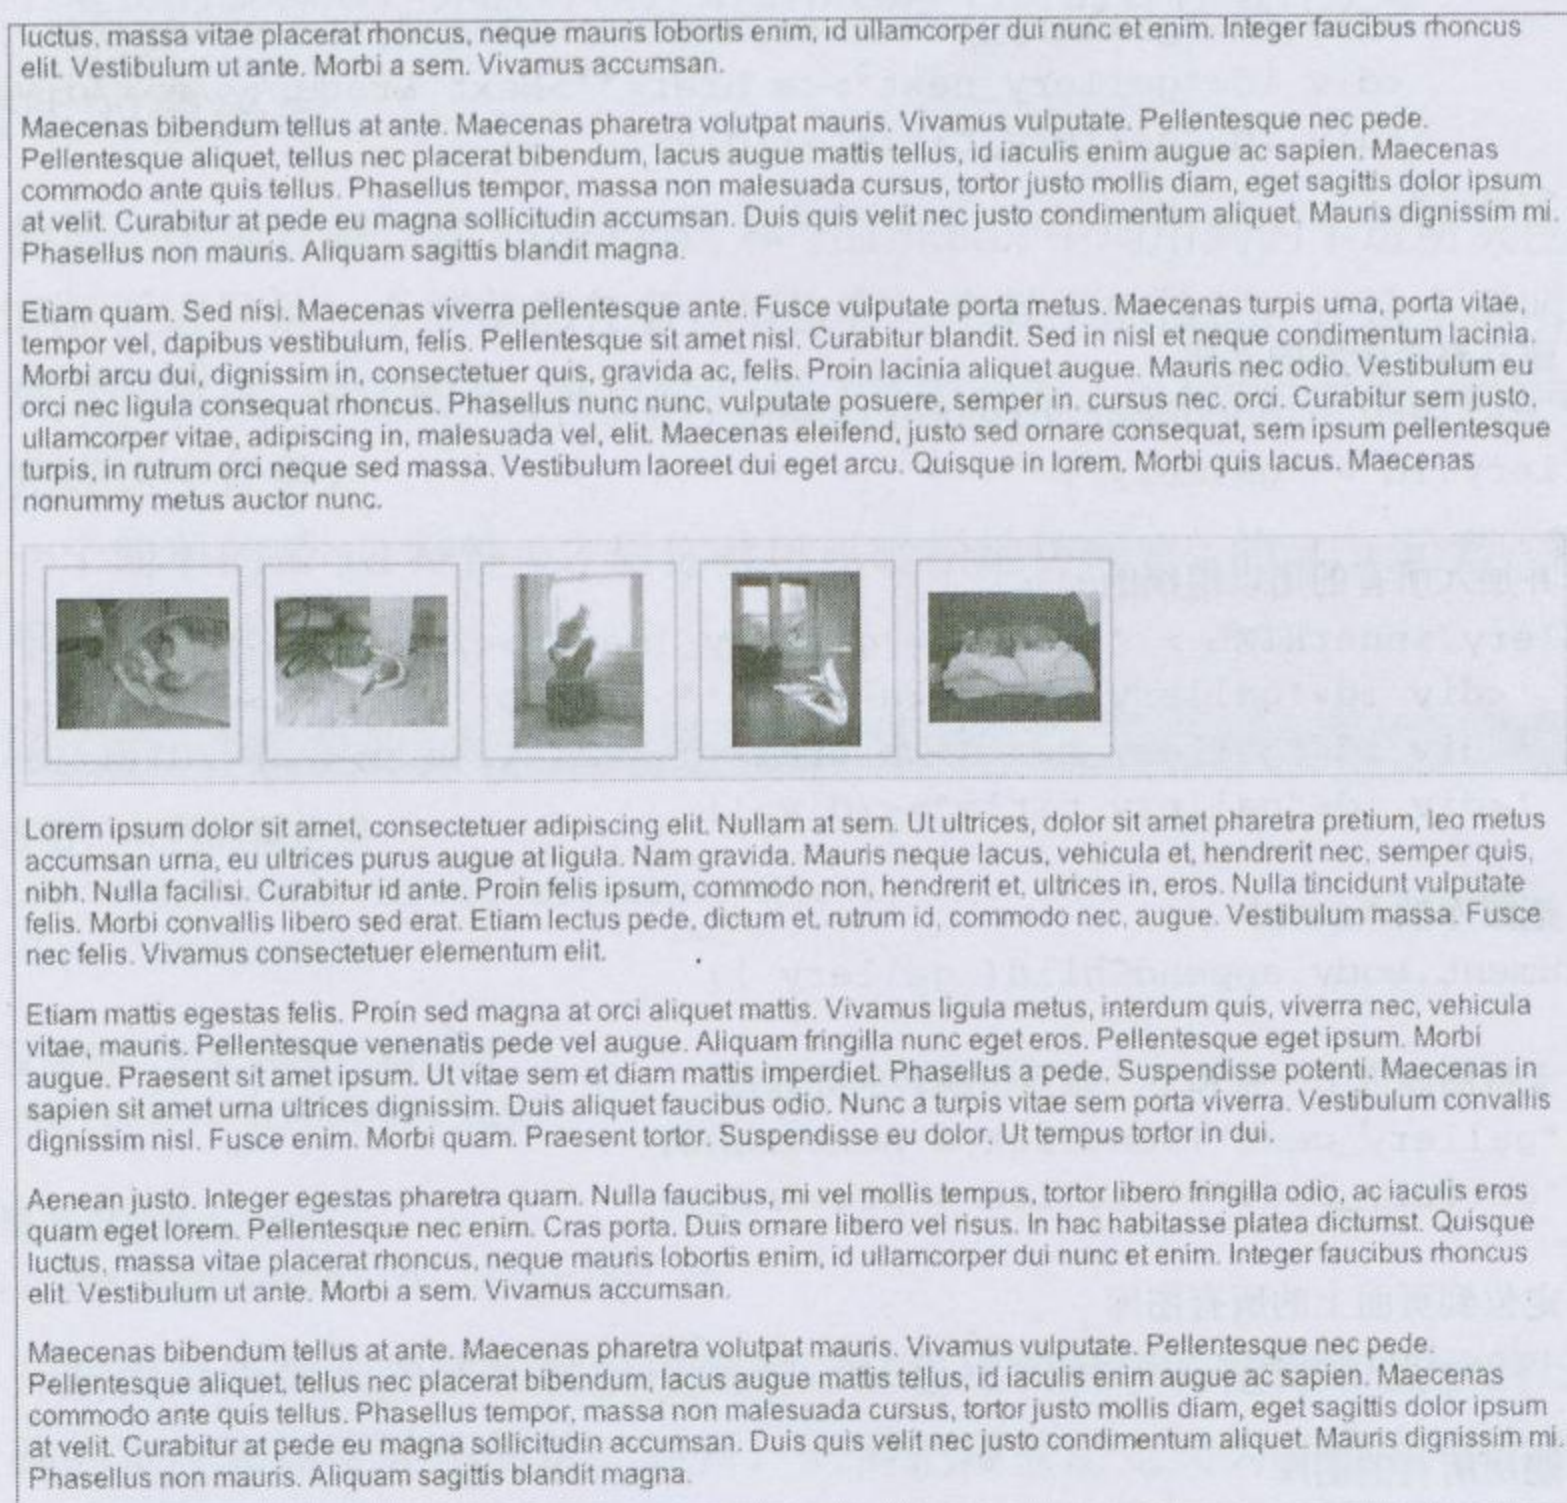 luctus, massa vitae placerat rhoncus, neque mauris lobortis enim, id ullamcorper dui nunc et enim. Integer faucibus rhoncus
elit. Vestibulum ut ante. Morbi a sem. Vivamus accumsan.
Maecenas bibendum tellus at ante. Maecenas pharetra volutpat mauris. Vivamus vulputate. Pellentesque nec pede.
Pellentesque aliquet, tellus nec placerat bibendum, lacus augue mattis tellus, id iaculis enim augue ac sapien. Maecenas
commodo ante quis tellus. Phasellus tempor, massa non malesuada cursus, tortor justo mollis diam, eget sagittis dolor ipsum
at velit. Curabitur at pede eu magna sollicitudin accumsan. Duis quis velit nec justo condimentum aliquet. Mauris dignissim mi.
Phasellus non mauris. Aliquam sagittis blandit magna.
Etiam quam. Sed nisi. Maecenas viverra pellentesque ante. Fusce vulputate porta metus. Maecenas turpis urna, porta vitae,
tempor vel, dapibus vestibulum, felis. Pellentesque sit amet nisl. Curabitur blandit. Sed in nisl et neque condimentum lacinia.
Morbi arcu dui, dignissim in, consectetuer quis, gravida ac, felis. Proin lacinia aliquet augue. Mauris nec odio. Vestibulum eu
orci nec ligula consequat rhoncus. Phasellus nunc nunc, vulputate posuere, semper in, cursus nec, orci. Curabitur sem justo,
ullamcorper vitae, adipiscing in, malesuada vel, elit. Maecenas eleifend, justo sed ornare consequat, sem ipsum pellentesque
turpis, in rutrum orci neque sed massa. Vestibulum laoreet dui eget arcu. Quisque in lorem. Morbi quis lacus. Maecenas
nonummy metus auctor nunc.
Lorem ipsum dolor sit amet, consectetuer adipiscing elit. Nullam at sem. Ut ultrices, dolor sit amet pharetra pretium, leo metus
accumsan urna, eu ultrices purus augue at ligula. Nam gravida. Mauris neque lacus, vehicula et, hendrerit nec, semper quis,
nibh. Nulla facilisi. Curabitur id ante. Proin felis ipsum, commodo non, hendrerit et, ultrices in, eros. Nulla tincidunt vulputate
felis. Morbi convallis libero sed erat. Etiam lectus pede, dictum et, rutrum id, commodo nec, augue. Vestibulum massa. Fusce
nec felis. Vivamus consectetuer elementum elit.
Etiam mattis egestas felis. Proin sed magna at orci aliquet mattis. Vivamus ligula metus, interdum quis, viverra nec, vehicula
vitae, mauris. Pellentesque venenatis pede vel augue. Aliquam fringilla nunc eget eros. Pellentesque eget ipsum. Morbi
augue. Praesent sit amet ipsum. Ut vitae sem et diam mattis imperdiet. Phasellus a pede. Suspendisse potenti. Maecenas in
sapien sit amet urna ultrices dignissim. Duis aliquet faucibus odio. Nunc a turpis vitae sem porta viverra. Vestibulum convallis
dignissim nisl. Fusce enim. Morbi quam. Praesent tortor. Suspendisse eu dolor. Ut tempus tortor in dui.
Aenean justo. Integer egestas pharetra quam. Nulla faucibus, mi vel mollis tempus, tortor libero fringilla odio, ac iaculis eros
quam eget lorem. Pellentesque nec enim. Cras porta. Duis ornare libero vel risus. In hac habitasse platea dictumst. Quisque
luctus, massa vitae placerat rhoncus, neque mauris lobortis enim, id ullamcorper dui nunc et enim. Integer faucibus rhoncus
elit. Vestibulum ut ante. Morbi a sem. Vivamus accumsan.
Maecenas bibendum tellus at ante. Maecenas pharetra volutpat mauris. Vivamus vulputate. Pellentesque nec pede.
Pellentesque aliquet, tellus nec placerat bibendum, lacus augue mattis tellus, id iaculis enim augue ac sapien. Maecenas
commodo ante quis tellus. Phasellus tempor, massa non malesuada cursus, tortor justo mollis diam, eget sagittis dolor ipsum
at velit. Curabitur at pede eu magna sollicitudin accumsan. Duis quis velit nec justo condimentum aliquet. Mauris dignissim mi.
Phasellus non mauris. Aliquam sagittis blandit magna.